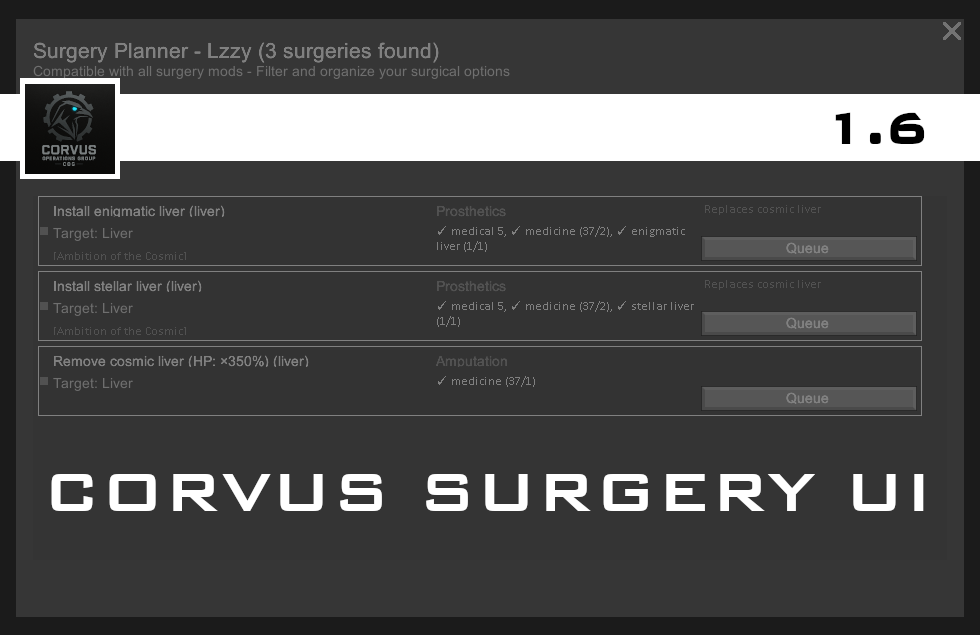 Surgery Planner - Lzzy (3 surgeries found)
Compatible with all surgery mods - Filter and organize your surgical options
CORVUS
OPERATIONS GROUP
COG
1.6
Install enigmatic liver (liver)
Target: Liver
[Ambition of the Cosmic]
Prosthetics
✓ medical 5, ✓ medicine (37/2), ✓ enigmatic
liver (1/1)
Replaces cosmic liver
Queue
Install stellar liver (liver)
Target: Liver
[Ambition of the Cosmic]
Prosthetics
✓ medical 5, ✓ medicine (37/2), ✓ stellar liver
(1/1)
Replaces cosmic liver
Queue
Remove cosmic liver (HP: ×350%) (liver)
Target: Liver
Amputation
✓ medicine (37/1)
Queue
CORVUS SURGERY UI